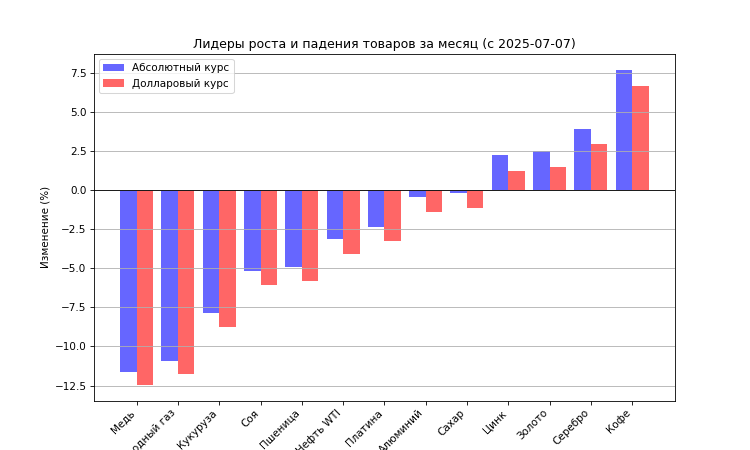 Лидеры роста и падения товаров за месяц (с 2025-07-07)
Абсолютный курс
Долларовый курс
Изменение (%)
7.5
5.0
2.5
0.0
−2.5
−5.0
−7.5
−10.0
−12.5
Медь
одный газ
Кукуруза
Соя
Пшеница
Нефть WTI
Платина
Алюминий
Сахар
Цинк
Золото
Серебро
Кофе